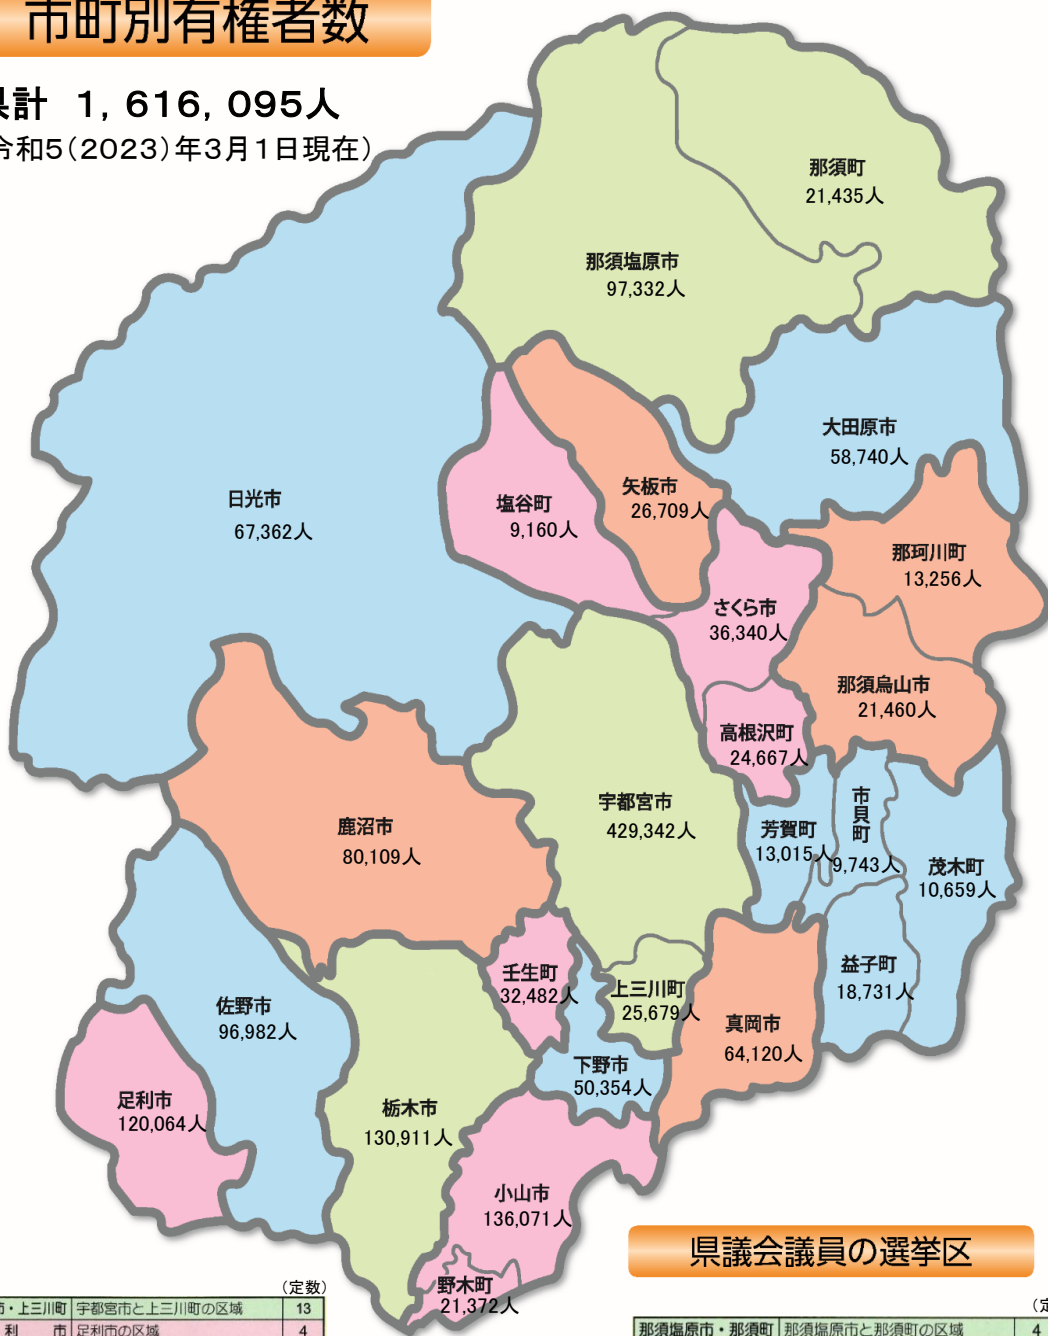 市町別有権者数
県計 1,616,095人
令和5(2023)年3月1日現在)
那須町
21,435人
那須塩原市
97,332人
大田原市
58,740人
矢板市
26,709人
塩谷町
9,160人
日光市
67,362人
那珂川町
13,256人
さくら市
36,340人
那須烏山市
21,460人
高根沢町
24,667人
宇都宮市
429,342人
市貝町
9,743人
芳賀町
13,015人
鹿沼市
80,109人
茂木町
10,659人
益子町
18,731人
壬生町
32,482人
上三川町
25,679人
佐野市
96,982人
真岡市
64,120人
下野市
50,354人
足利市
120,064人
栃木市
130,911人
小山市
136,071人
野木町
21,372人
県議会議員の選挙区
(定数)
市・上三川町 宇都宮市と上三川町の区域 13
利 市 足利市の区域 4
(定
那須塩原市・那須町 那須塩原市と那須町の区域 4